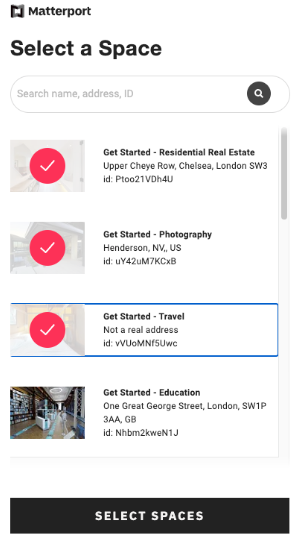 Matterport
Select a Space
Search name, address, ID
Get Started - Residential Real Estate
Upper Cheye Row, Chelsea, London SW3
id: Ptoo21VDh4U
Get Started - Photography
Henderson, NV,, US
id: uY42uM7KCxB
Get Started - Travel
Not a real address
id: vVUoMNf5Uwc
Get Started - Education
One Great George Street, London, SW1P
3AA, GB
id: Nhbm2kweN1J
SELECT SPACES